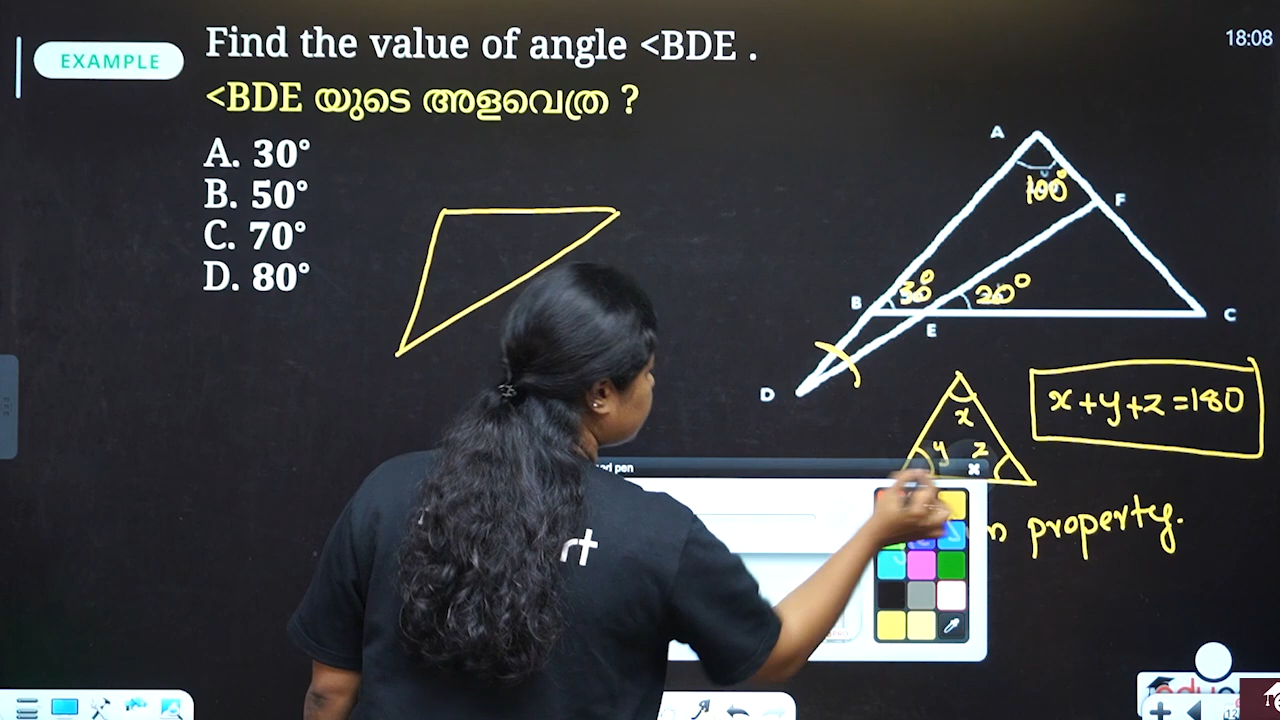 18:08
EXAMPLE
Find the value of angle <BDE .
<BDE യുടെ അളവെത്ര ?
A. 30°
B. 50°
C. 70°
D. 80°
A
100°
F
B
30°
20°
E
C
D
x
y
z
x+y+z=180
property.
pen